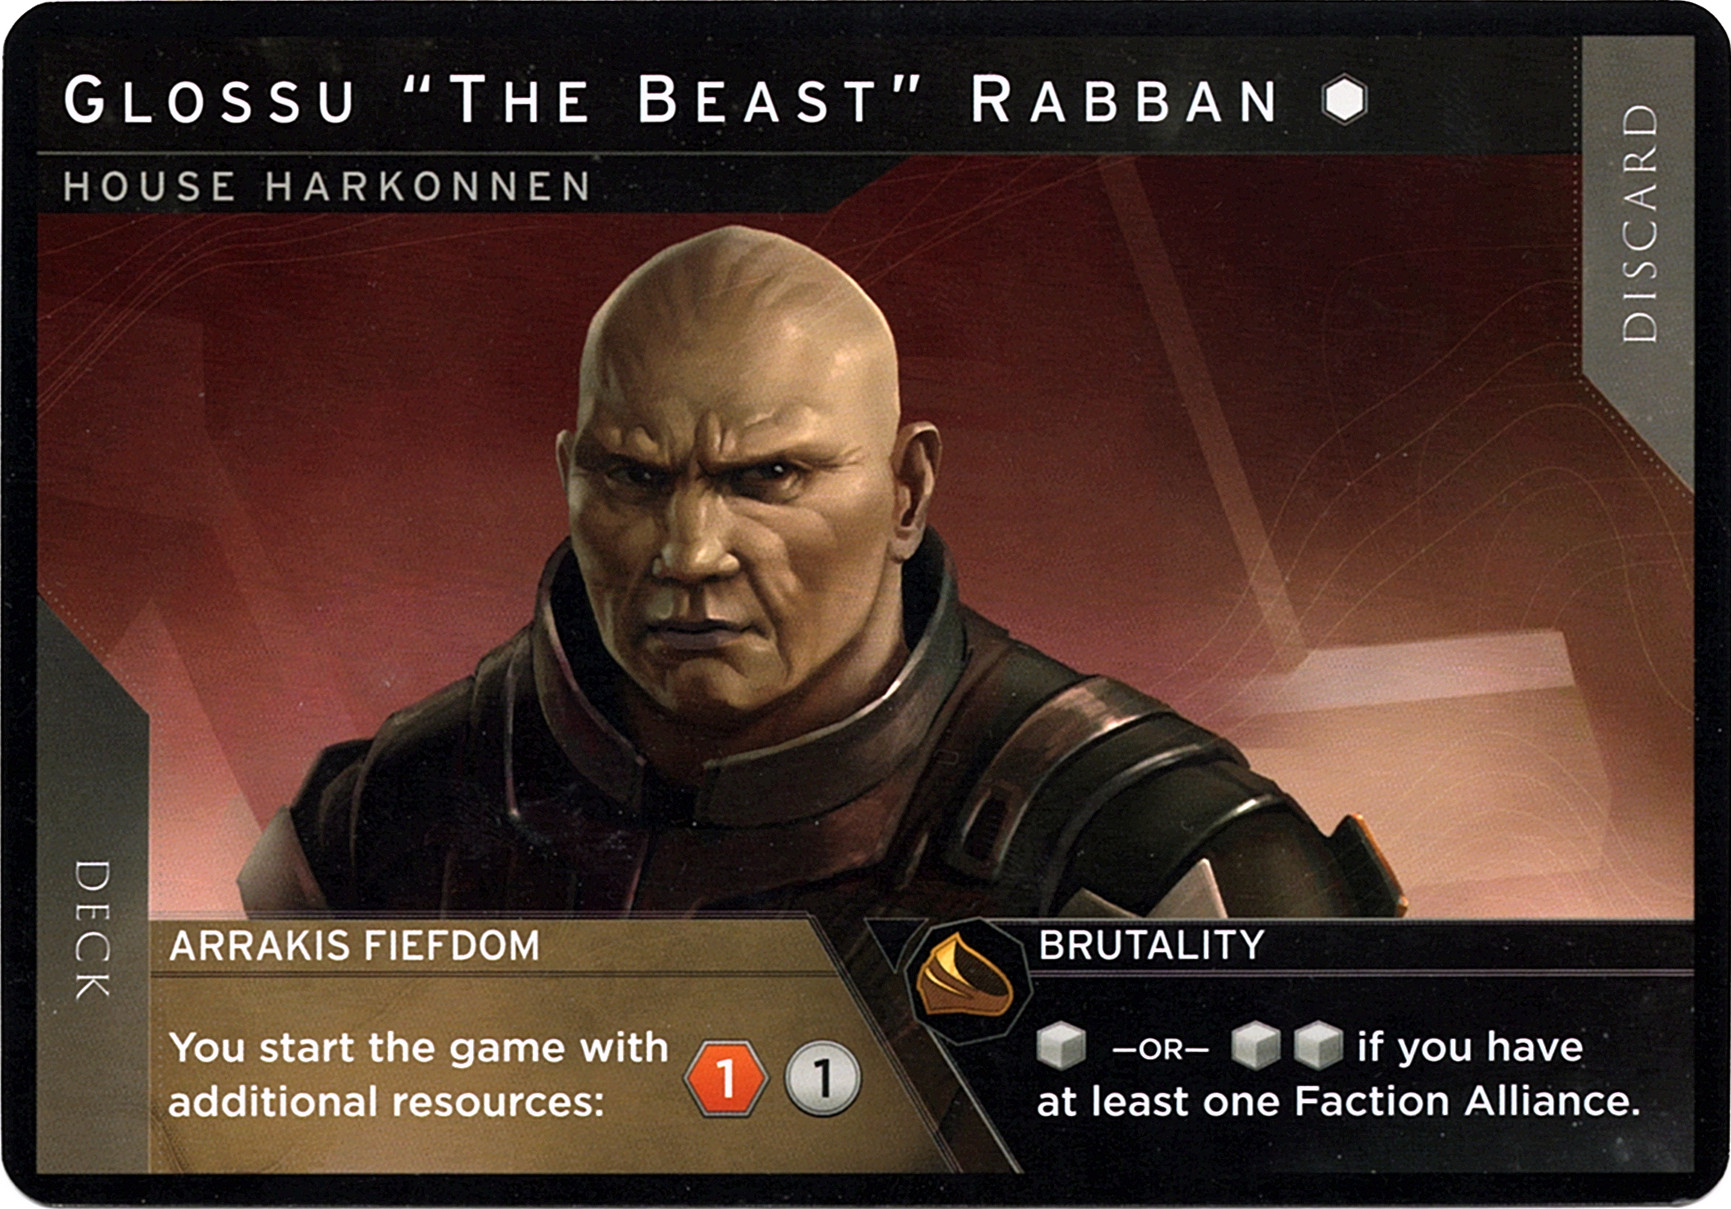 GLOSSU “THE BEAST” RABBAN
HOUSE HARKONNEN
DISCARD
DECK
ARRAKIS FIEFDOM
You start the game with
additional resources:
1 1
BRUTALITY
–OR– if you have
at least one Faction Alliance.